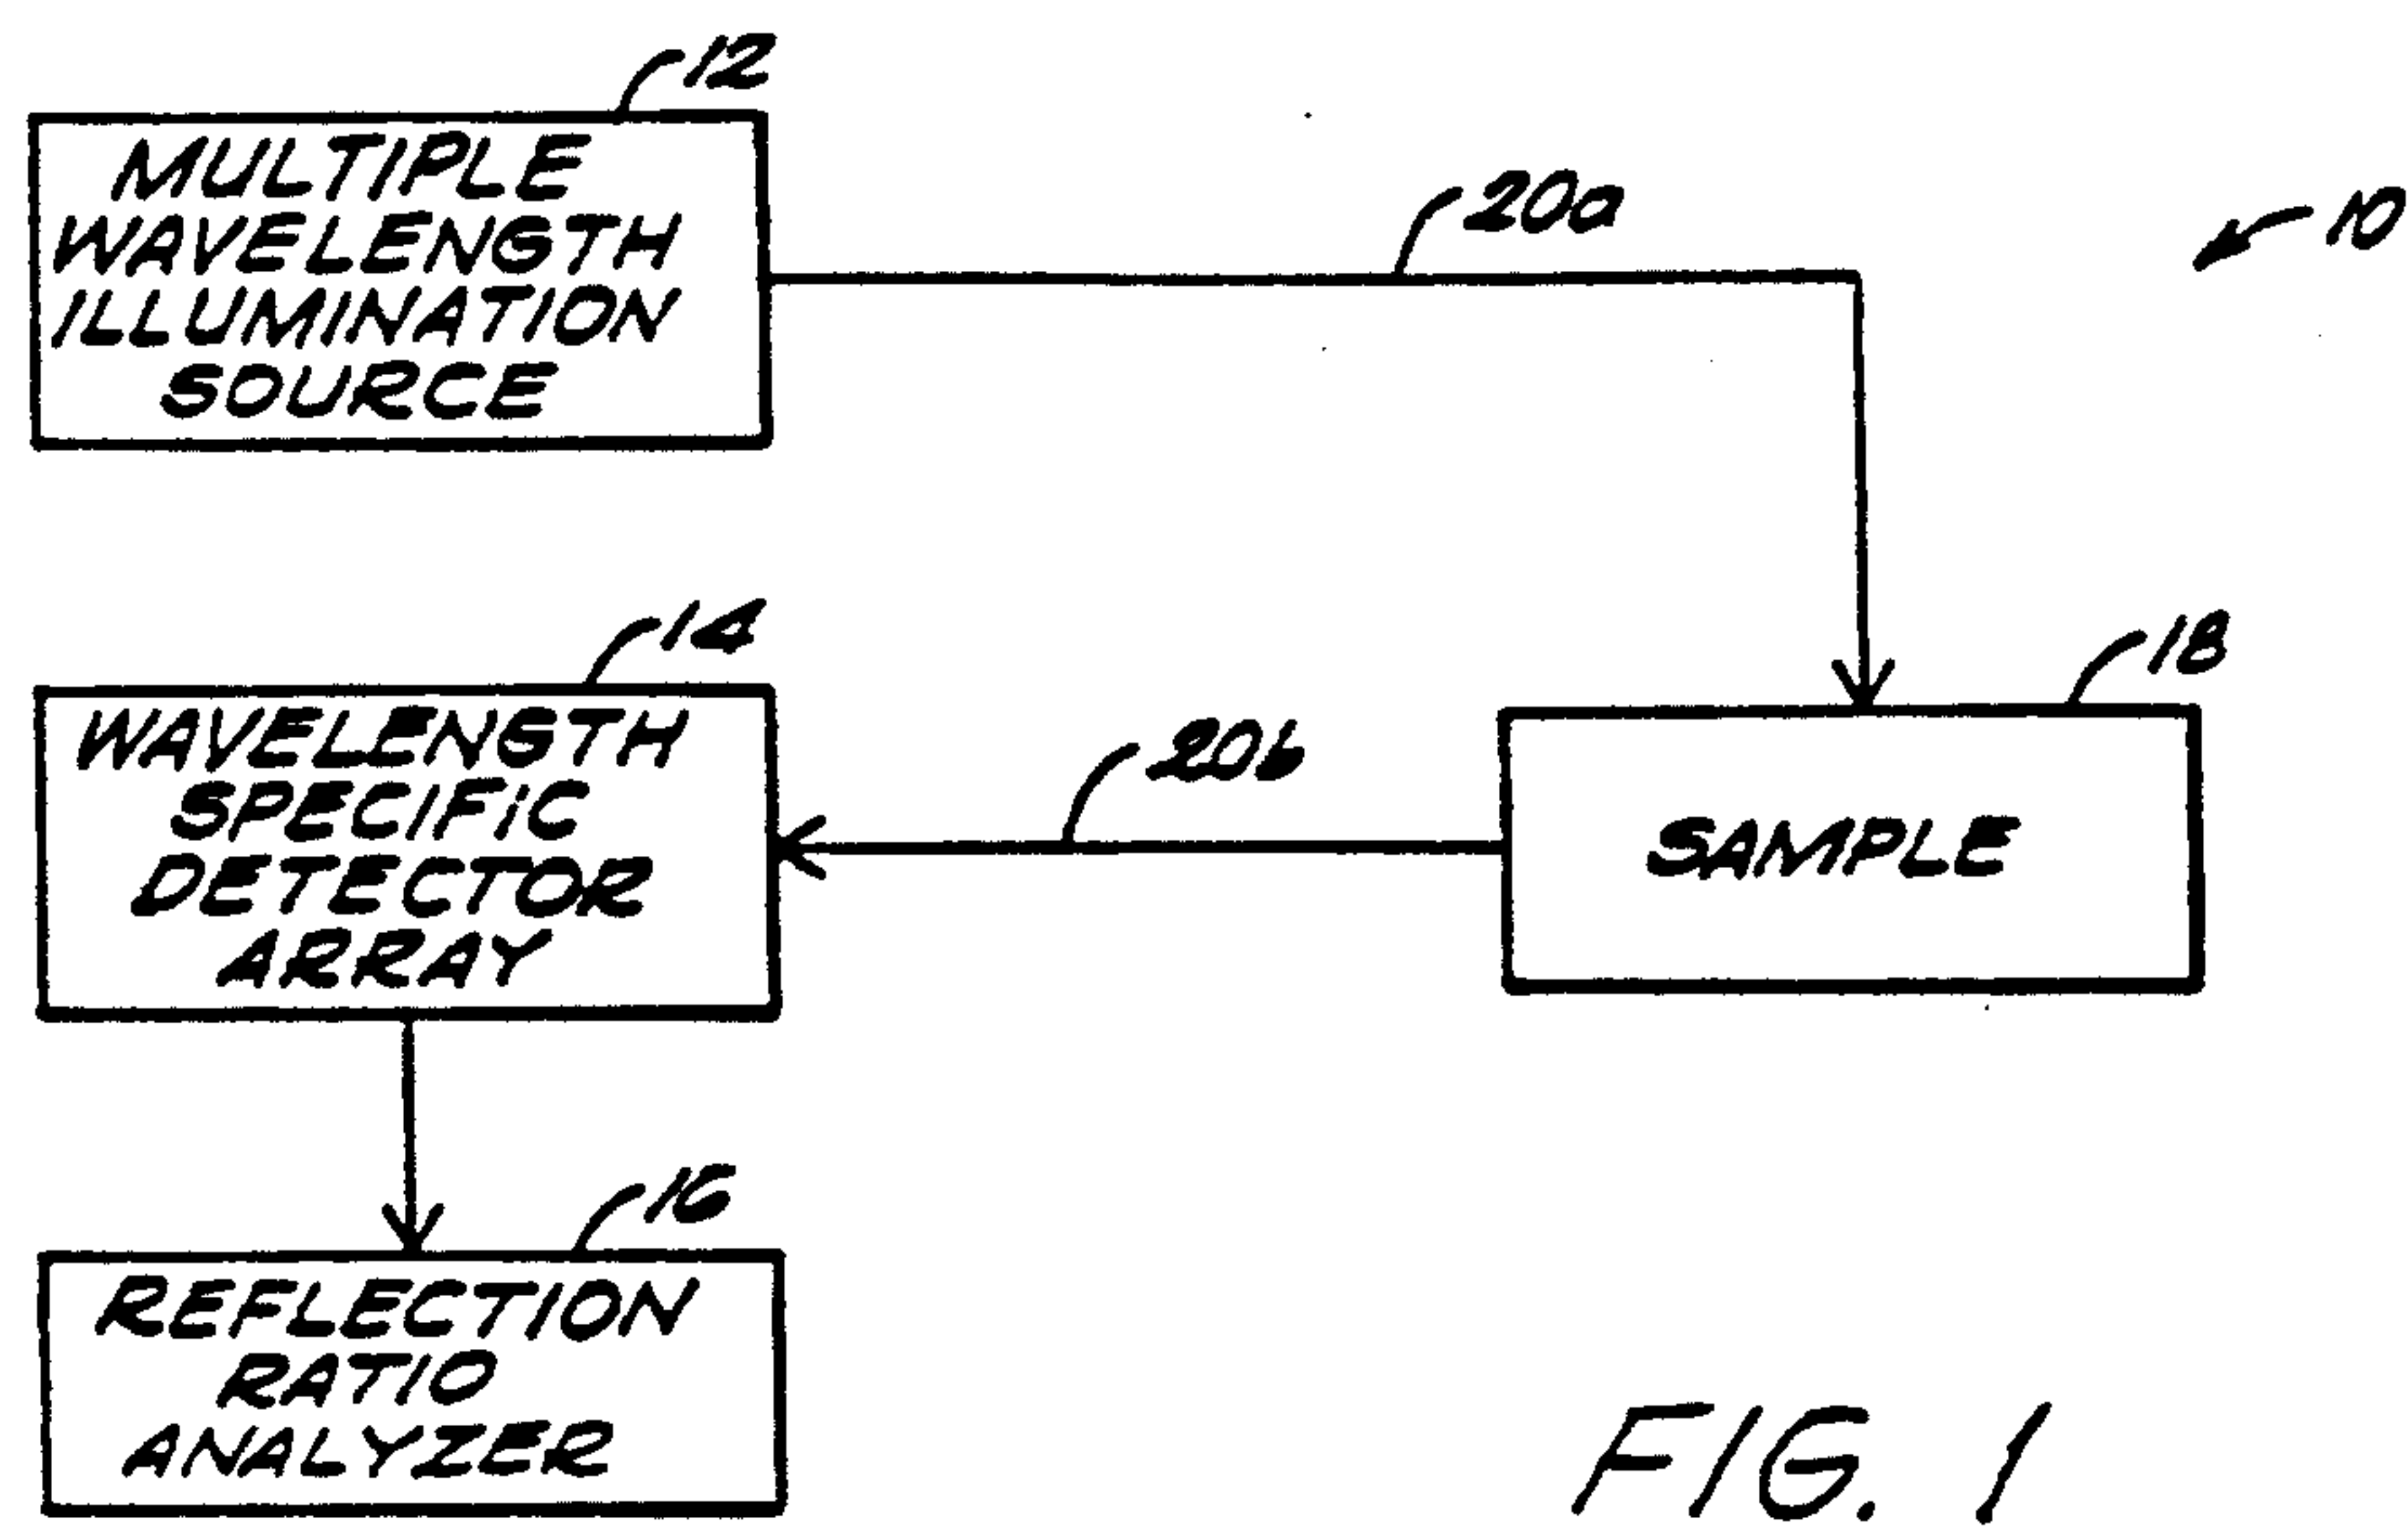 12
MULTIPLE
WAVELENGTH
ILLUMINATION
SOURCE
20a
10
14
WAVELENGTH
SPECIFIC
DETECTOR
ARRAY
20b
18
SAMPLE
16
REFLECTION
RATIO
ANALYZER
FIG. 1